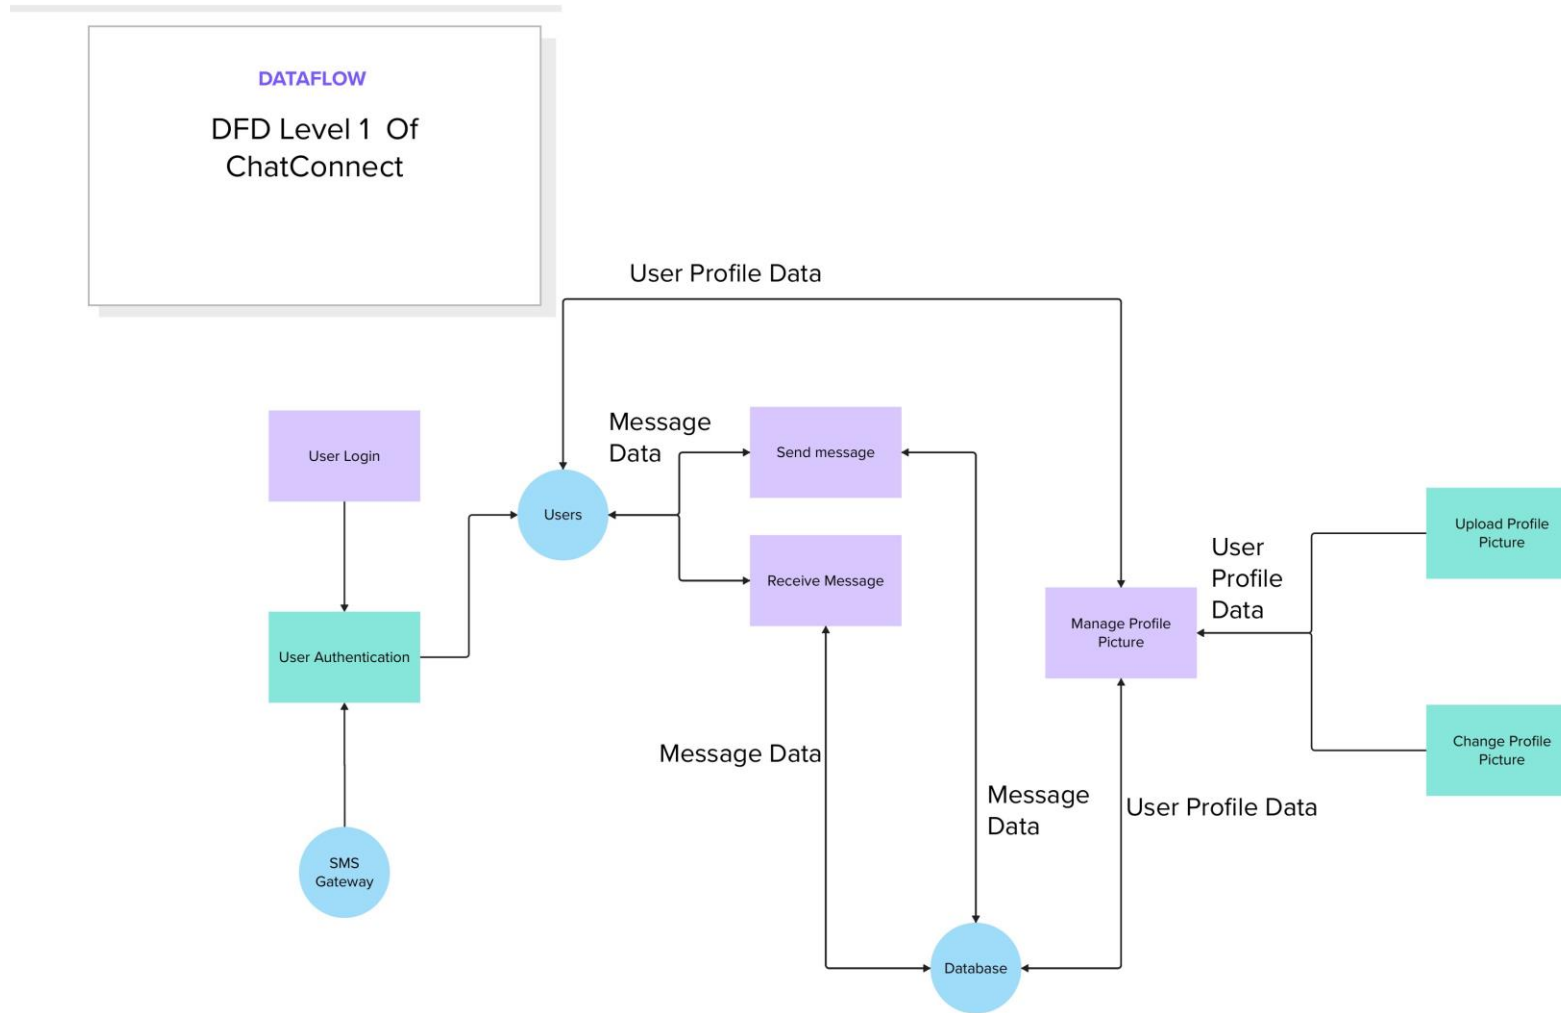 DATAFLOW
DFD Level 1 Of
ChatConnect
User Profile Data
User Login
Message
Data
Send message
Users
Receive Message
User
Profile
Data
Upload Profile
Picture
User Authentication
Manage Profile
Picture
Change Profile
Picture
Message Data
Message
Data
User Profile Data
SMS
Gateway
Database